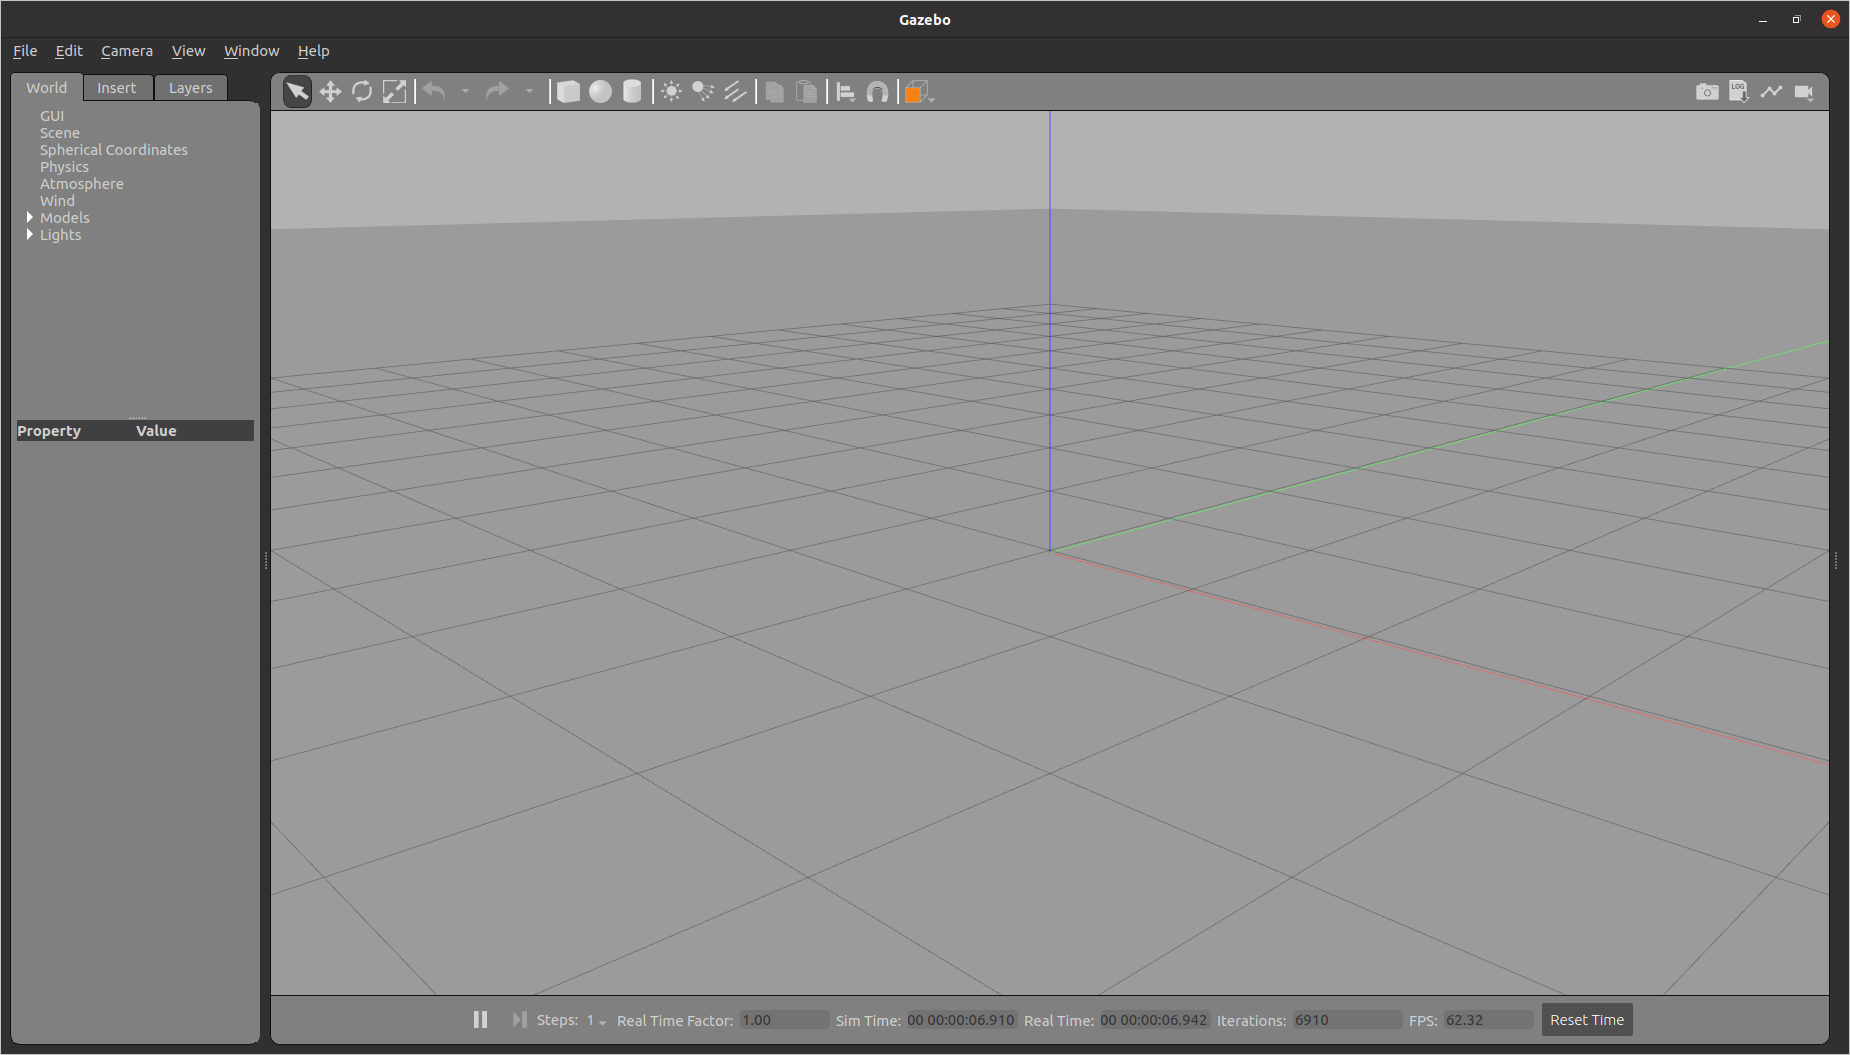 Gazebo
File Edit Camera View Window Help
World Insert Layers
LOG
GUI
Scene
Spherical Coordinates
Physics
Atmosphere
Wind
Models
Lights
Property Value
Steps: 1 Real Time Factor: 1.00 Sim Time: 00 00:00:06.910 Real Time: 00 00:00:06.942 Iterations: 6910 FPS: 62.32 Reset Time